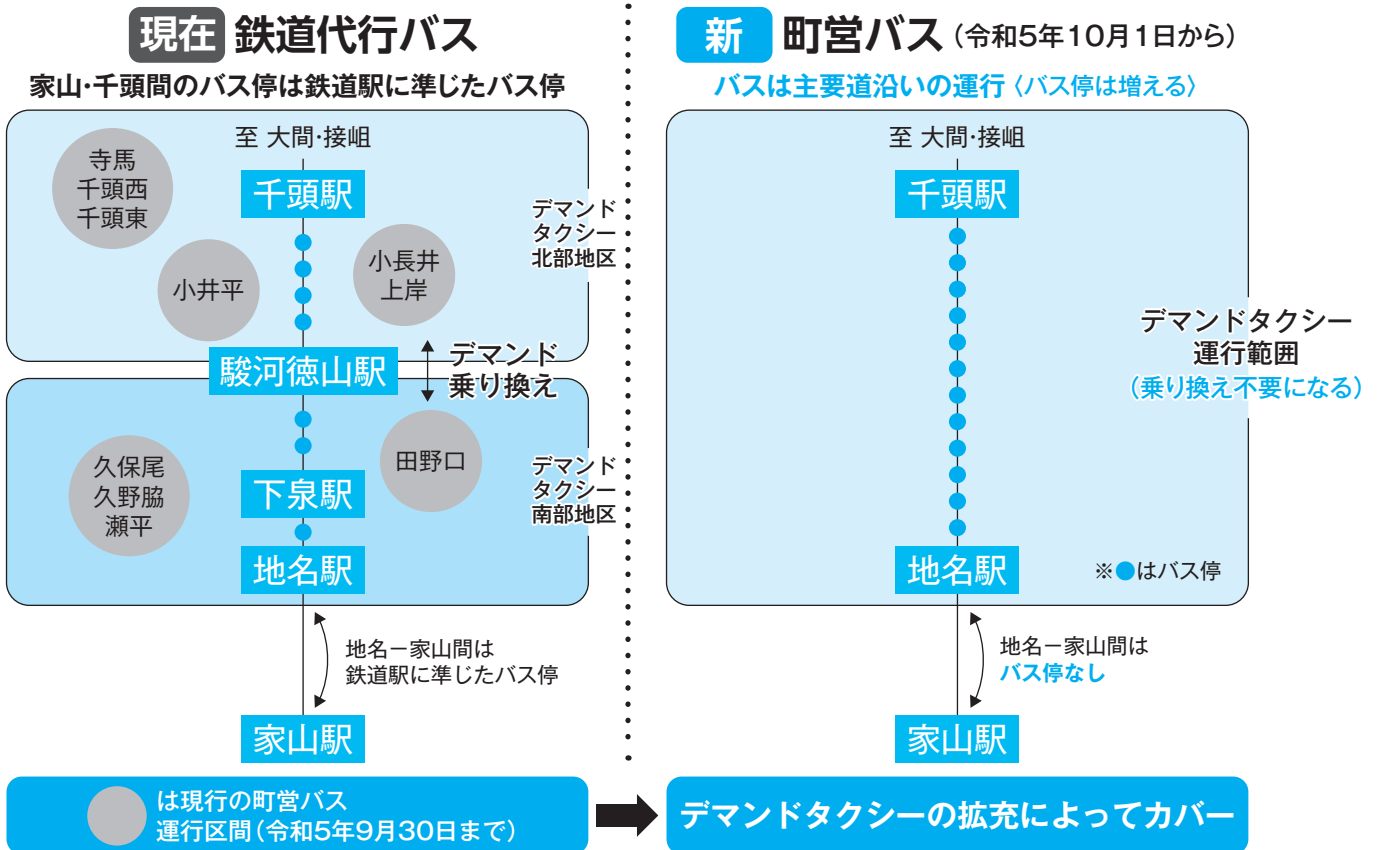 現在 鉄道代行バス
家山・千頭間のバス停は鉄道駅に準じたバス停
至 大間・接岨
千頭駅
寺馬
千頭西
千頭東
小井平
小長井
上岸
デマンド
タクシー
北部地区
駿河徳山駅
デマンド
乗り換え
久保尾
久野脇
瀬平
田野口
下泉駅
デマンド
タクシー
南部地区
地名駅
地名−家山間は
鉄道駅に準じたバス停
家山駅
は現行の町営バス
運行区間(令和5年9月30日まで)
新 町営バス(令和5年10月1日から)
バスは主要道沿いの運行〈バス停は増える〉
至 大間・接岨
千頭駅
デマンドタクシー
運行範囲
(乗り換え不要になる)
地名駅
※●はバス停
地名−家山間は
バス停なし
家山駅
デマンドタクシーの拡充によってカバー